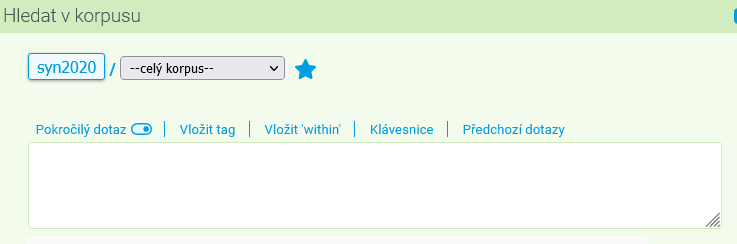 Hledat v korpusu
syn2020 / --celý korpus--
Pokročilý dotaz | Vložit tag | Vložit 'within' | Klávesnice | Předchozí dotazy